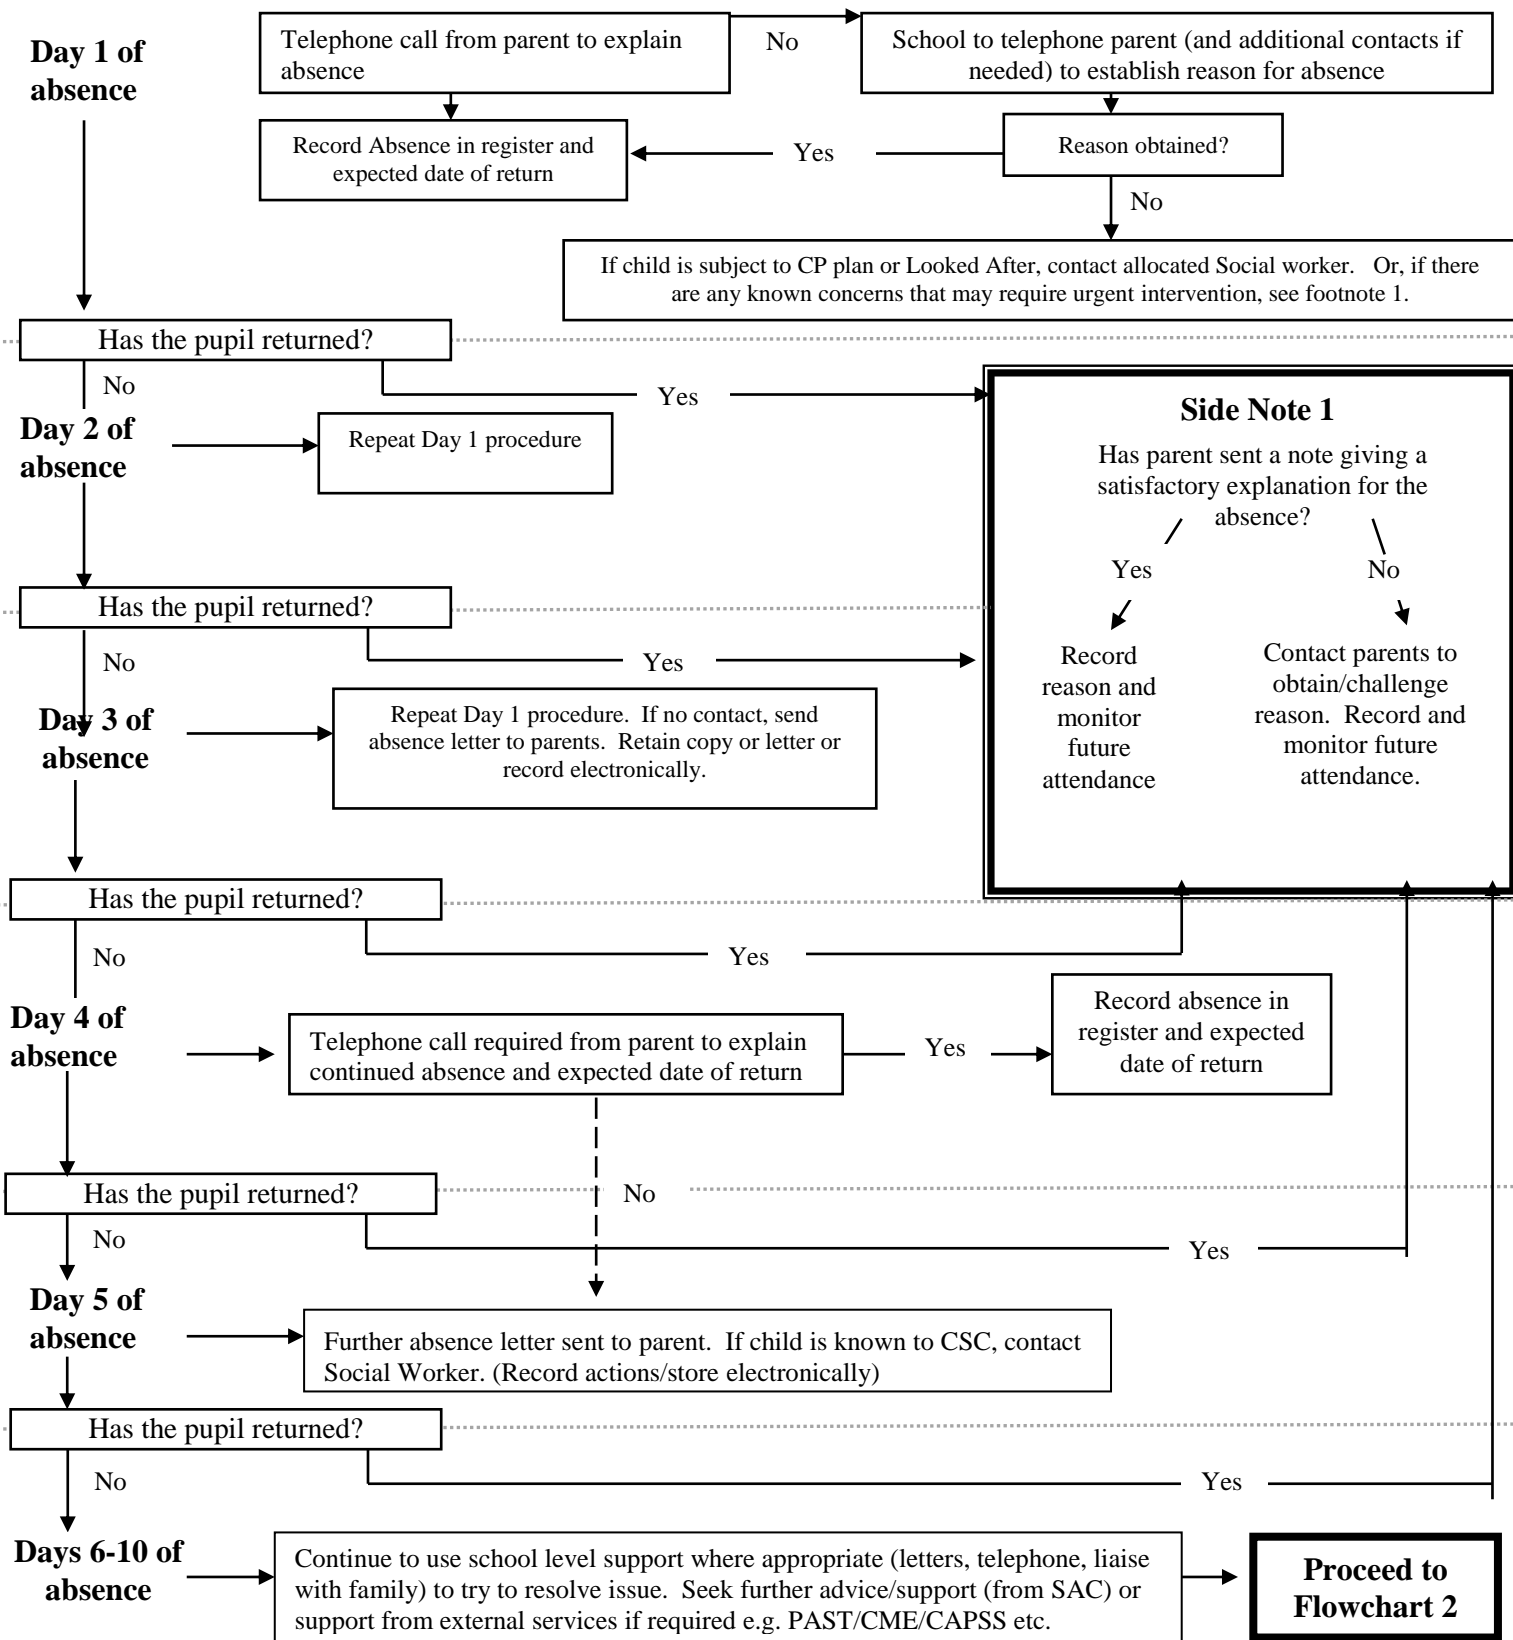 Day 1 of
absence
Telephone call from parent to explain
absence
No
School to telephone parent (and additional contacts if
needed) to establish reason for absence
Record Absence in register and
expected date of return
Yes
Reason obtained?
No
If child is subject to CP plan or Looked After, contact allocated Social worker.   Or, if there
are any known concerns that may require urgent intervention, see footnote 1.
Has the pupil returned?
No
Yes
Day 2 of
absence
Repeat Day 1 procedure
Side Note 1
Has parent sent a note giving a
satisfactory explanation for the
absence?
Yes
No
Record
reason and
monitor
future
attendance
Contact parents to
obtain/challenge
reason.  Record and
monitor future
attendance.
Has the pupil returned?
No
Yes
Day 3 of
absence
Repeat Day 1 procedure.  If no contact, send
absence letter to parents.  Retain copy or letter or
record electronically.
Has the pupil returned?
No
Yes
Day 4 of
absence
Telephone call required from parent to explain
continued absence and expected date of return
Yes
Record absence in
register and expected
date of return
Has the pupil returned?
No
No
Yes
Day 5 of
absence
Further absence letter sent to parent.  If child is known to CSC, contact
Social Worker. (Record actions/store electronically)
Has the pupil returned?
No
Yes
Days 6-10 of
absence
Continue to use school level support where appropriate (letters, telephone, liaise
with family) to try to resolve issue.  Seek further advice/support (from SAC) or
support from external services if required e.g. PAST/CME/CAPSS etc.
Proceed to
Flowchart 2